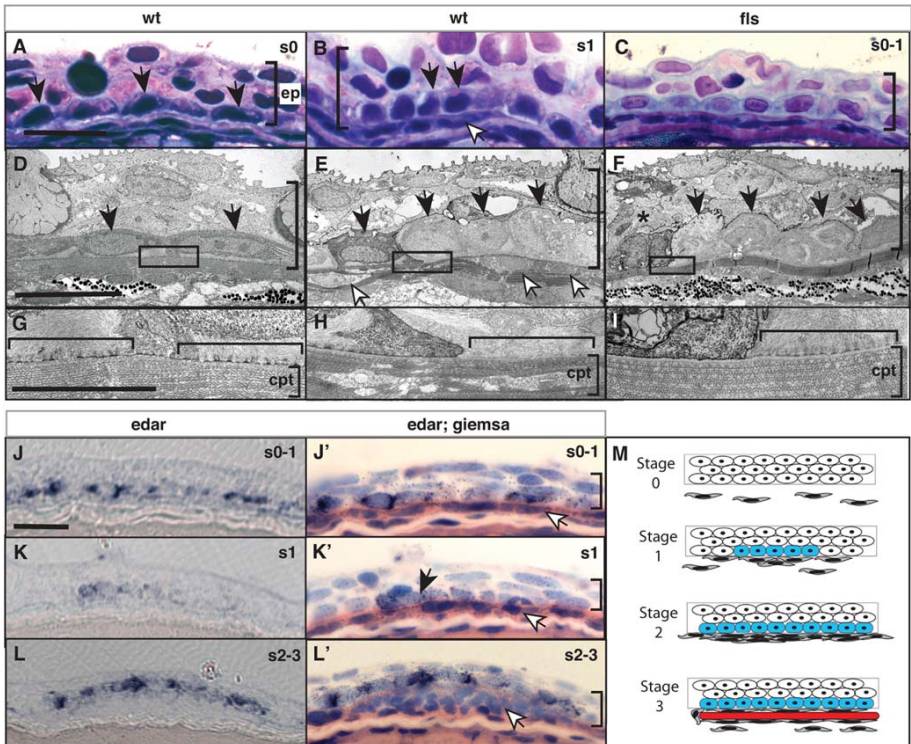 wt wt fls
A s0 B s1 C s0-1
ep
D E F
*
G H I
cpt cpt cpt
edar edar; giemsa
J s0-1 J’ s0-1 M
Stage
0
K s1 K’ s1
Stage
1
Stage
2
L s2-3 L’ s2-3
Stage
3